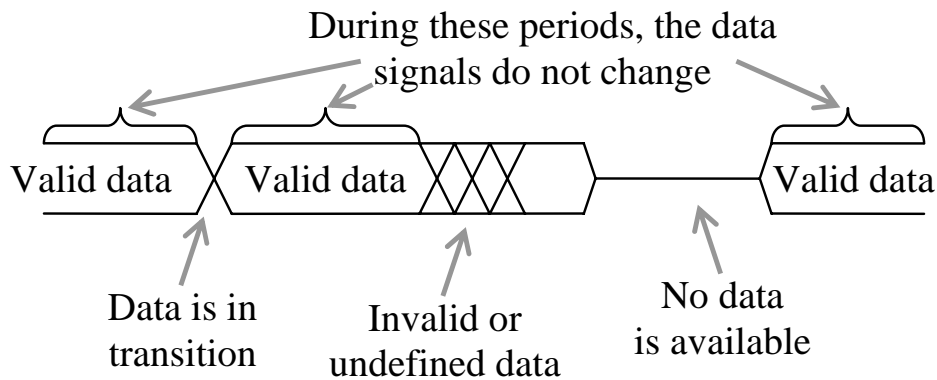 During these periods, the data
signals do not change
Valid data
Valid data
Valid data
Data is in
transition
Invalid or
undefined data
No data
is available